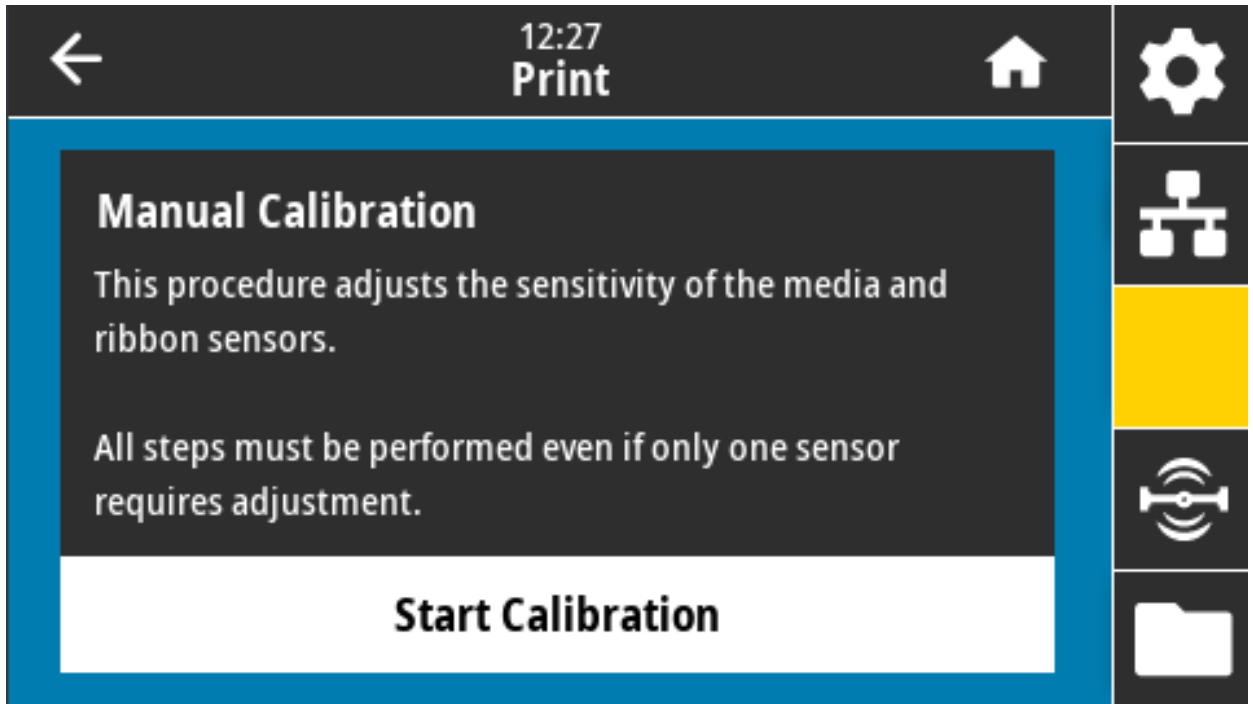 12:27
Print
Manual Calibration
This procedure adjusts the sensitivity of the media and
ribbon sensors.
All steps must be performed even if only one sensor
requires adjustment.
Start Calibration